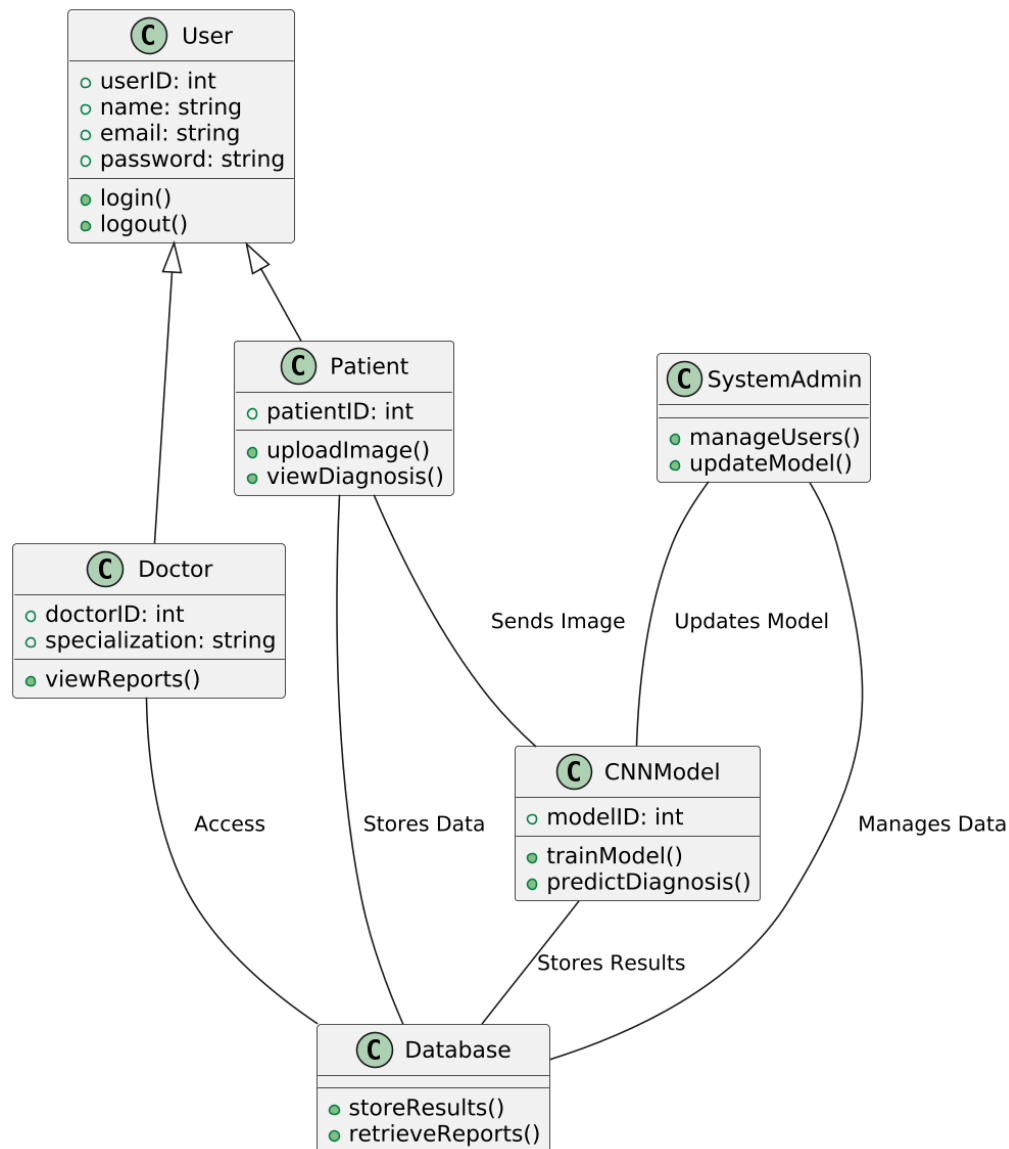 C User
userID: int
name: string
email: string
password: string
login()
logout()
C Patient
patientID: int
uploadImage()
viewDiagnosis()
C SystemAdmin
manageUsers()
updateModel()
C Doctor
doctorID: int
specialization: string
viewReports()
Sends Image
Updates Model
C CNNModel
modelID: int
trainModel()
predictDiagnosis()
Access
Stores Data
Manages Data
Stores Results
C Database
storeResults()
retrieveReports()